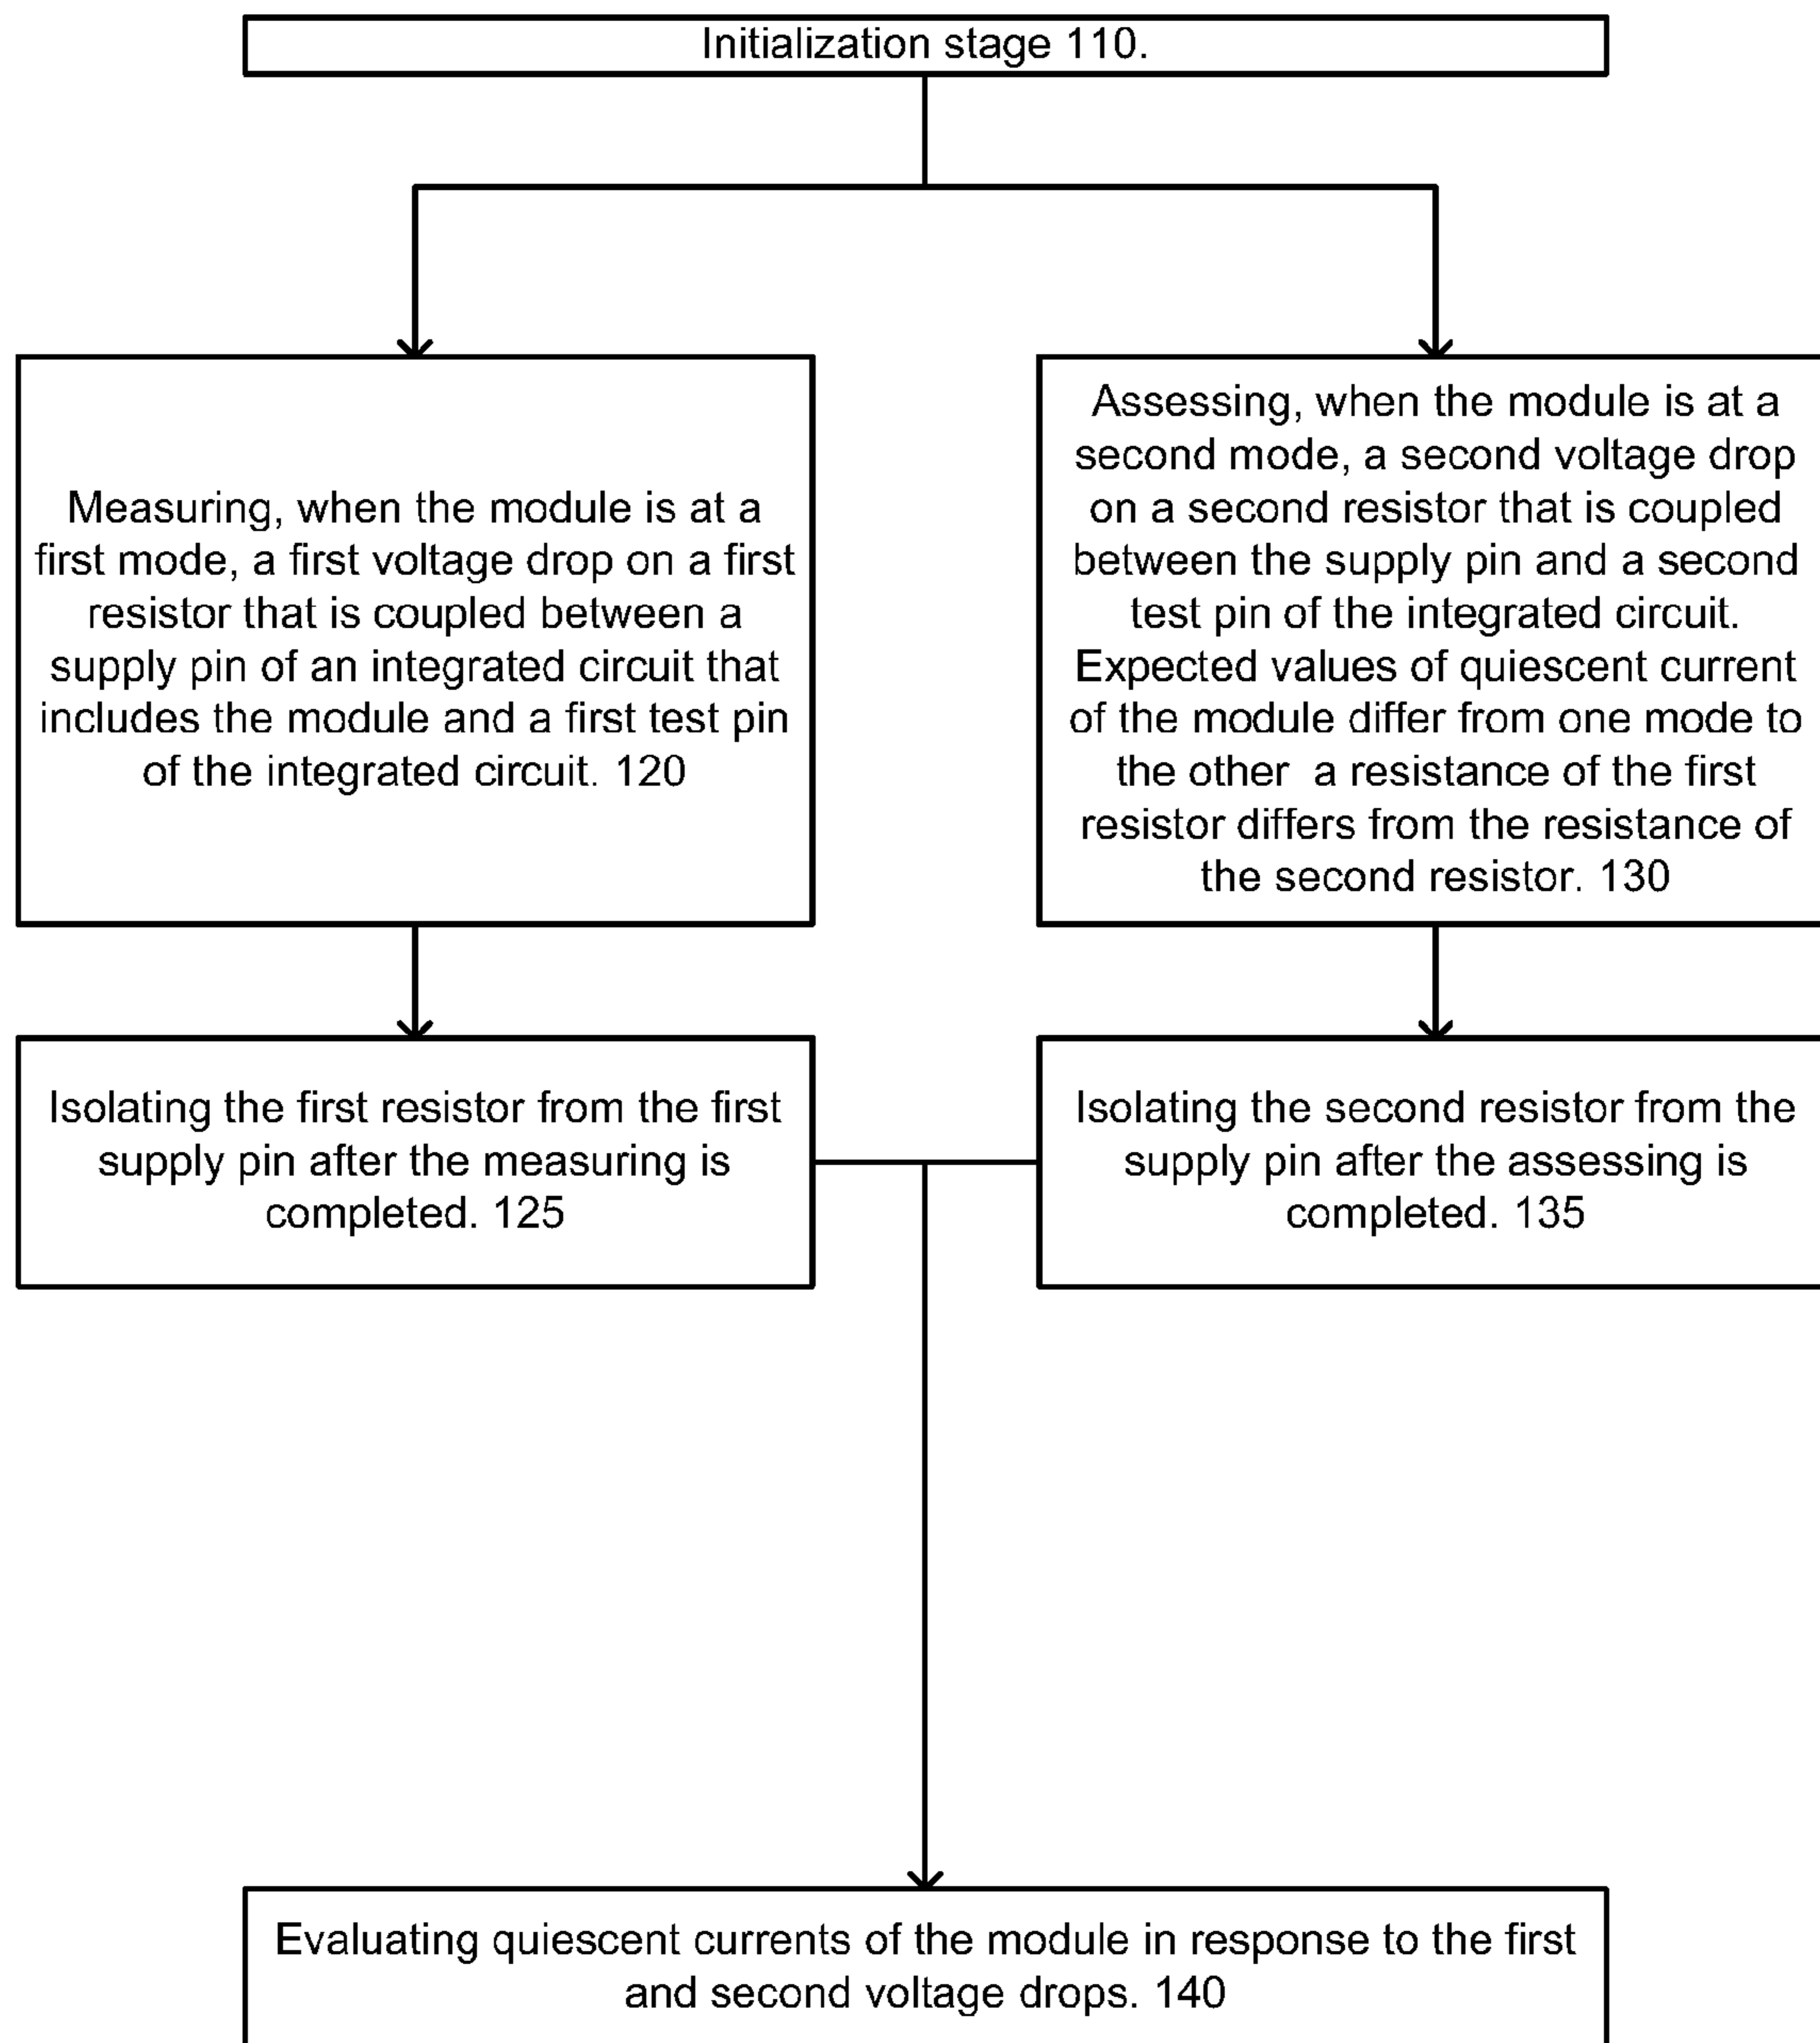 Initialization stage 110.
Measuring, when the module is at a
first mode, a first voltage drop on a first
resistor that is coupled between a
supply pin of an integrated circuit that
includes the module and a first test pin
of the integrated circuit. 120
Assessing, when the module is at a
second mode, a second voltage drop
on a second resistor that is coupled
between the supply pin and a second
test pin of the integrated circuit.
Expected values of quiescent current
of the module differ from one mode to
the other  a resistance of the first
resistor differs from the resistance of
the second resistor. 130
Isolating the first resistor from the first
supply pin after the measuring is
completed. 125
Isolating the second resistor from the
supply pin after the assessing is
completed. 135
Evaluating quiescent currents of the module in response to the first
and second voltage drops. 140